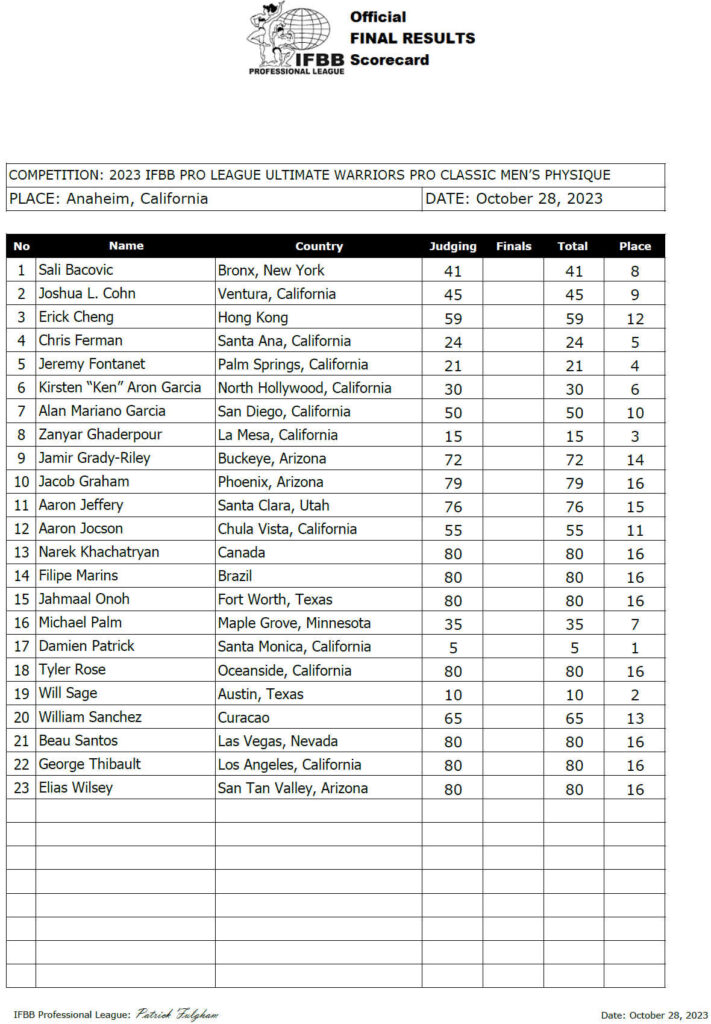 Official
FINAL RESULTS
IFBB Scorecard
PROFESSIONAL LEAGUE
COMPETITION: 2023 IFBB PRO LEAGUE ULTIMATE WARRIORS PRO CLASSIC MEN'S PHYSIQUE
PLACE: Anaheim, California DATE: October 28, 2023
No Name Country Judging Finals Total Place
1 Sali Bacovic Bronx, New York 41 41 8
2 Joshua L. Cohn Ventura, California 45 45 9
3 Erick Cheng Hong Kong 59 59 12
4 Chris Ferman Santa Ana, California 24 24 5
5 Jeremy Fontanet Palm Springs, California 21 21 4
6 Kirsten “Ken” Aron Garcia North Hollywood, California 30 30 6
7 Alan Mariano Garcia San Diego, California 50 50 10
8 Zanyar Ghaderpour La Mesa, California 15 15 3
9 Jamir Grady-Riley Buckeye, Arizona 72 72 14
10 Jacob Graham Phoenix, Arizona 79 79 16
11 Aaron Jeffery Santa Clara, Utah 76 76 15
12 Aaron Jocson Chula Vista, California 55 55 11
13 Narek Khachatryan Canada 80 80 16
14 Filipe Marins Brazil 80 80 16
15 Jahmaal Onoh Fort Worth, Texas 80 80 16
16 Michael Palm Maple Grove, Minnesota 35 35 7
17 Damien Patrick Santa Monica, California 5 5 1
18 Tyler Rose Oceanside, California 80 80 16
19 Will Sage Austin, Texas 10 10 2
20 William Sanchez Curacao 65 65 13
21 Beau Santos Las Vegas, Nevada 80 80 16
22 George Thibault Los Angeles, California 80 80 16
23 Elias Wilsey San Tan Valley, Arizona 80 80 16
IFBB Professional League: Patrick Fulgham Date: October 28, 2023